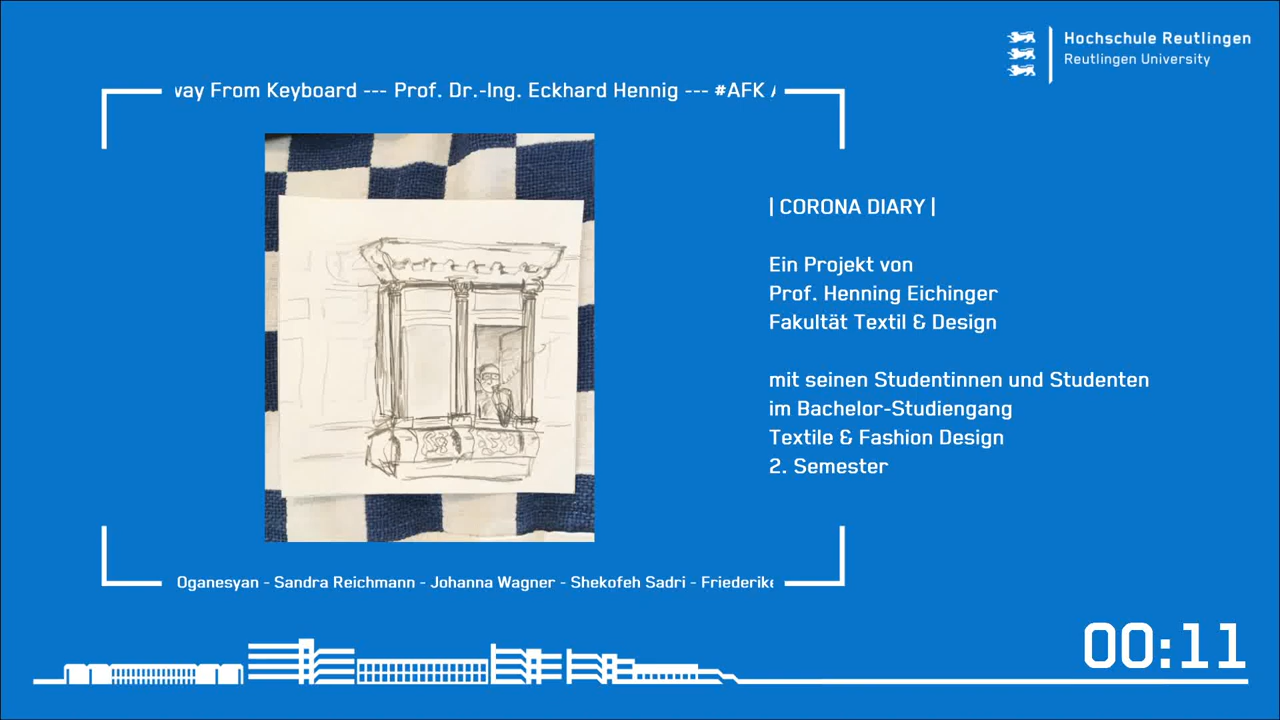 Hochschule Reutlingen
Reutlingen University
way From Keyboard --- Prof. Dr.-Ing. Eckhard Hennig --- #AFK
| CORONA DIARY |
Ein Projekt von
Prof. Henning Eichinger
Fakultät Textil & Design
mit seinen Studentinnen und Studenten
im Bachelor-Studiengang
Textile & Fashion Design
2. Semester
Oganesyan - Sandra Reichmann - Johanna Wagner - Shekofeh Sadri - Friederike
00:11